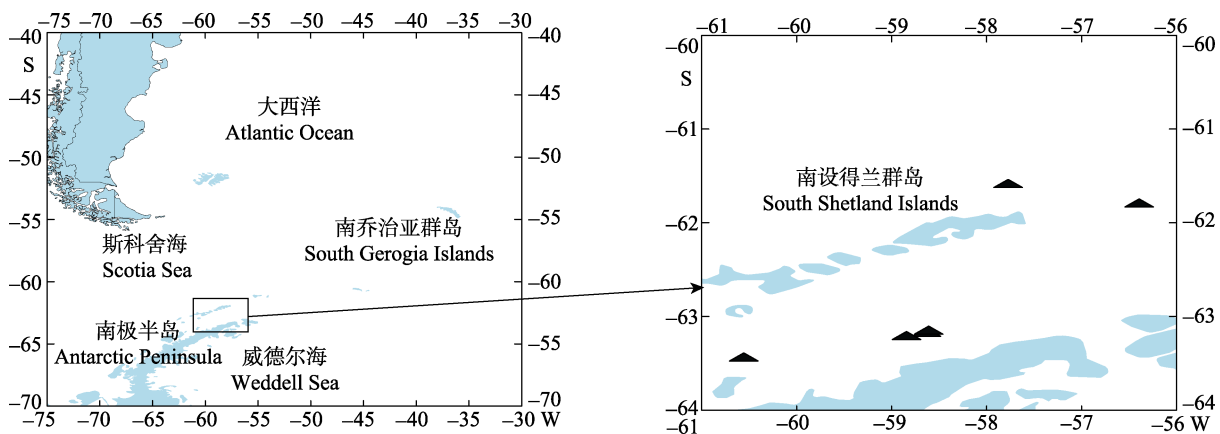 −75 −70 −65 −60 −55 −50 −45 −40 −35 −30
−40 −40
S
−45 −45
大西洋
Atlantic Ocean
−50 −50
−55 −55
南乔治亚群岛
South Gerogia Islands
斯科舍海
Scotia Sea
−60 −60
−65 −55
南极半岛
Antarctic Peninsula
威德尔海
Weddell Sea
−70 −70
−75 −70 −65 −60 −55 −50 −45 −40 −35 −30 W
−61 −60 −59 −58 −57 −56
−60 −60
S
−61 −61
南设得兰群岛
South Shetland Islands
−62 −62
−63 −63
−64 −64
−61 −60 −59 −58 −57 −56 W